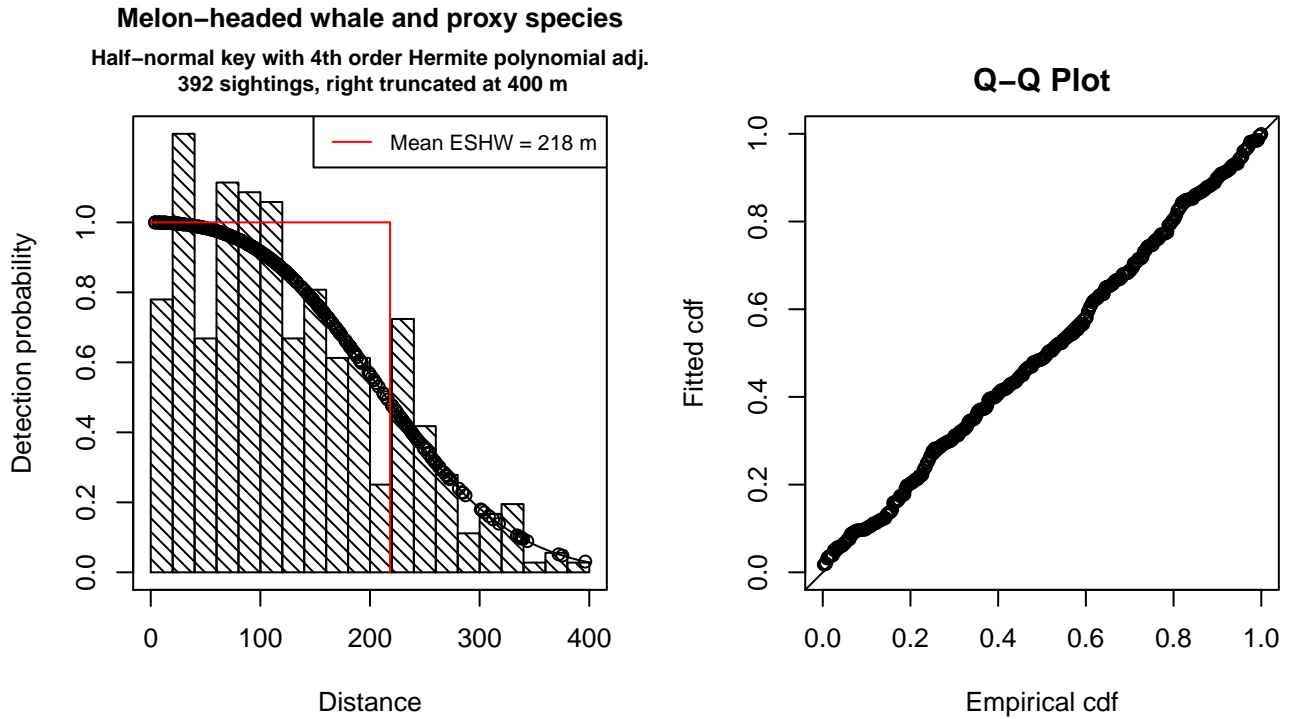 Melon−headed whale and proxy species
Half−normal key with 4th order Hermite polynomial adj.
392 sightings, right truncated at 400 m
Mean ESHW = 218 m
Detection probability
0.0 0.2 0.4 0.6 0.8 1.0
0 100 200 300 400
Distance
Q−Q Plot
Fitted cdf
0.0 0.2 0.4 0.6 0.8 1.0
0.0 0.2 0.4 0.6 0.8 1.0
Empirical cdf